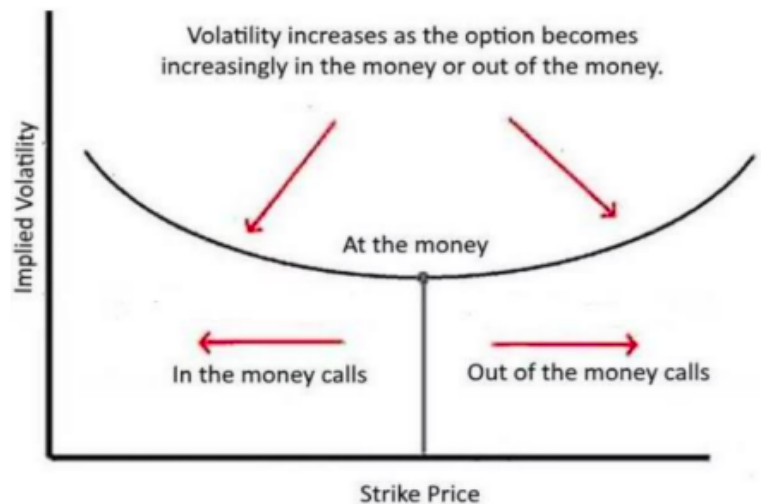 Volatility increases as the option becomes
increasingly in the money or out of the money.
Implied Volatility
At the money
In the money calls
Out of the money calls
Strike Price